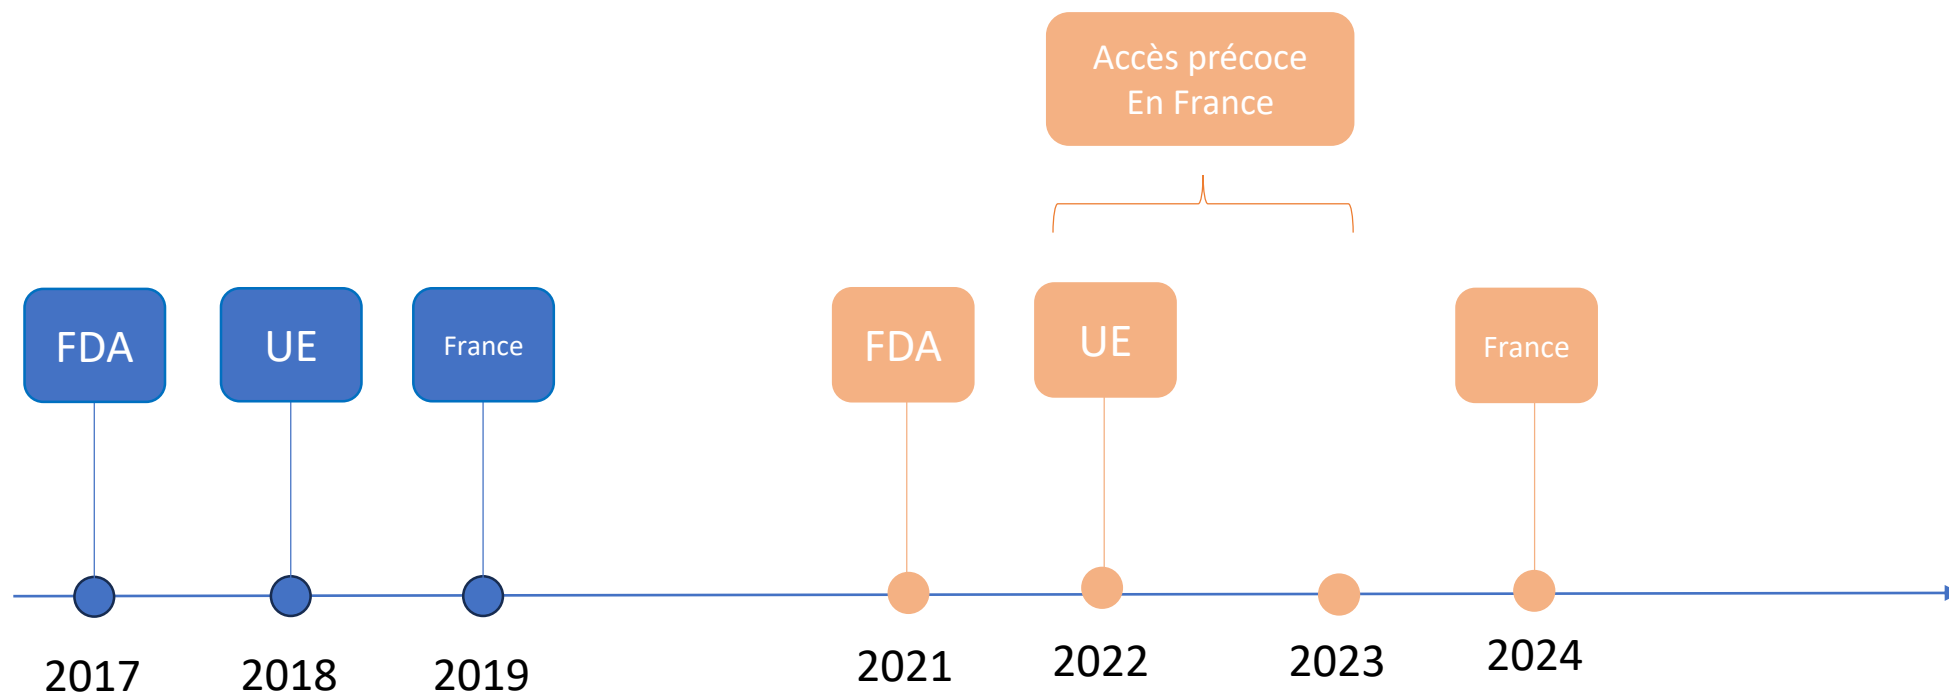 Accès précoce
En France
FDA
UE
France
FDA
UE
France
2017
2018
2019
2021
2022
2023
2024